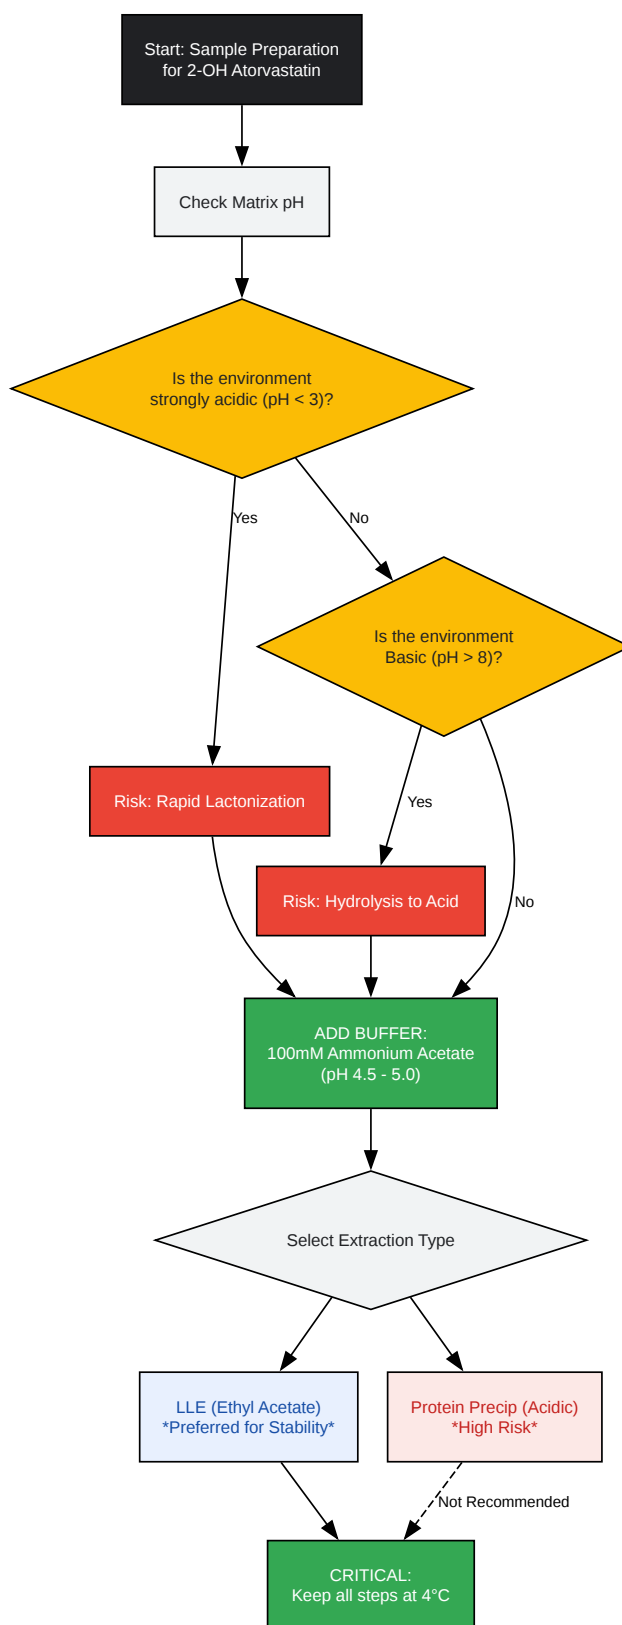 Start: Sample Preparation
for 2-OH Atorvastatin
Check Matrix pH
Is the environment
strongly acidic (pH < 3)?
Yes
No
Is the environment
Basic (pH > 8)?
Risk: Rapid Lactonization
Yes
Risk: Hydrolysis to Acid
No
ADD BUFFER:
100mM Ammonium Acetate
(pH 4.5 - 5.0)
Select Extraction Type
LLE (Ethyl Acetate)
*Preferred for Stability*
Protein Precip (Acidic)
*High Risk*
Not Recommended
CRITICAL:
Keep all steps at 4°C